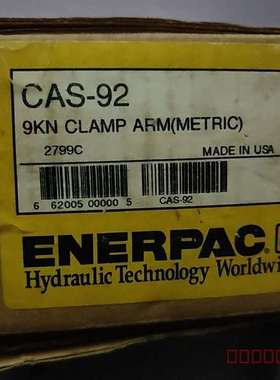 CAS-92
9KN CLAMP ARM(METRIC)
2799C MADE IN USA
6 62005 00000 5 CAS-92
ENERPAC
Hydraulic Technology Worldwi